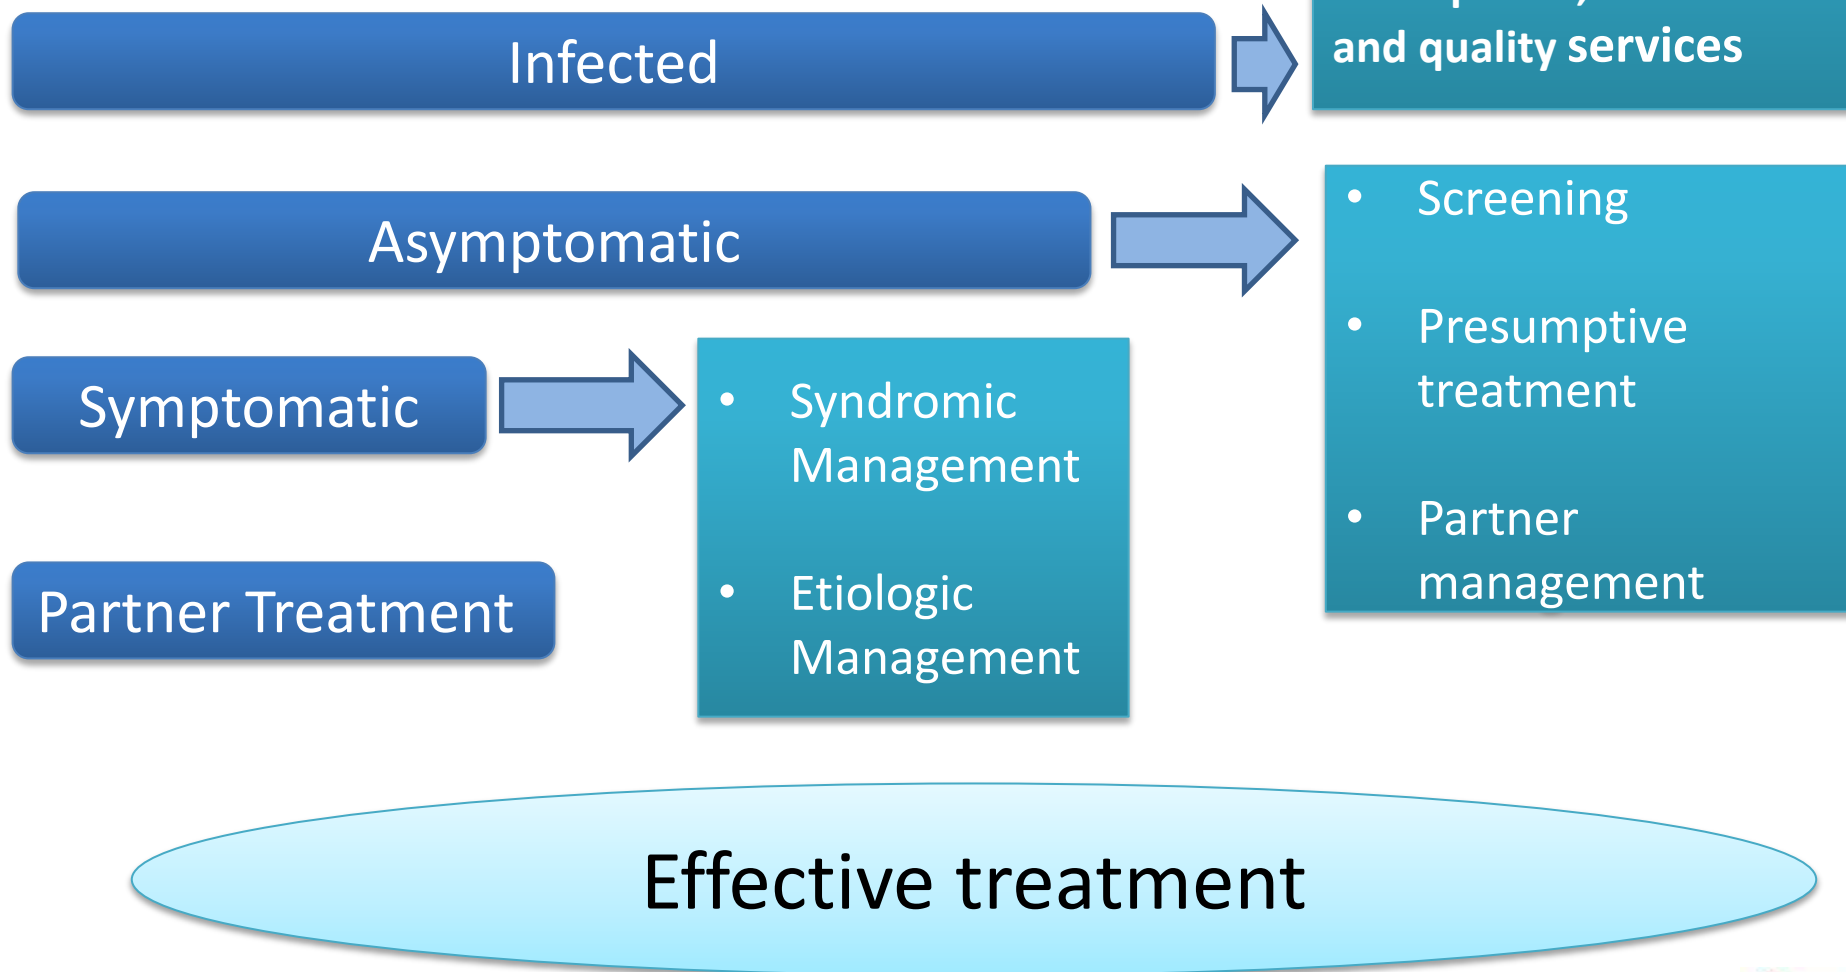 Infected
and quality services
Asymptomatic
• Screening
• Presumptive
treatment
• Partner
management
Symptomatic
• Syndromic
Management
• Etiologic
Management
Partner Treatment
Effective treatment